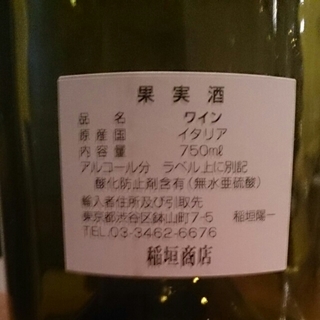 果実酒
品名 ワイン
原産国 イタリア
内容量 750mℓ
アルコール分 ラベル上に別記
酸化防止剤含有(無水亜硫酸)
輸入者住所及び引取先
東京都渋谷区鉢山町7-5 稲垣陽一
TEL.03-3462-6676
稲垣商店